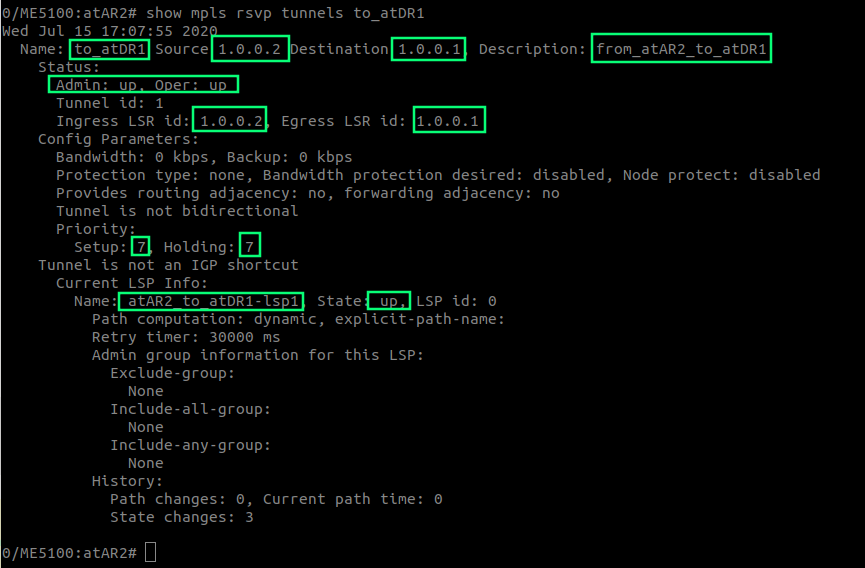 0/ME5100:atAR2# show mpls rsvp tunnels to_atDR1
Wed Jul 15 17:07:55 2020
Name: to_atDR1 Source 1.0.0.2 Destination 1.0.0.1, Description: from_atAR2_to_atDR1
Status:
Admin: up, Oper: up
Tunnel id: 1
Ingress LSR id: 1.0.0.2, Egress LSR id: 1.0.0.1
Config Parameters:
Bandwidth: 0 kbps, Backup: 0 kbps
Protection type: none, Bandwidth protection desired: disabled, Node protect: disabled
Provides routing adjacency: no, forwarding adjacency: no
Tunnel is not bidirectional
Priority:
Setup: 7, Holding: 7
Tunnel is not an IGP shortcut
Current LSP Info:
Name: atAR2_to_atDR1-lsp1, State: up, LSP id: 0
Path computation: dynamic, explicit-path-name:
Retry timer: 30000 ms
Admin group information for this LSP:
Exclude-group:
None
Include-all-group:
None
Include-any-group:
None
History:
Path changes: 0, Current path time: 0
State changes: 3
0/ME5100:atAR2#